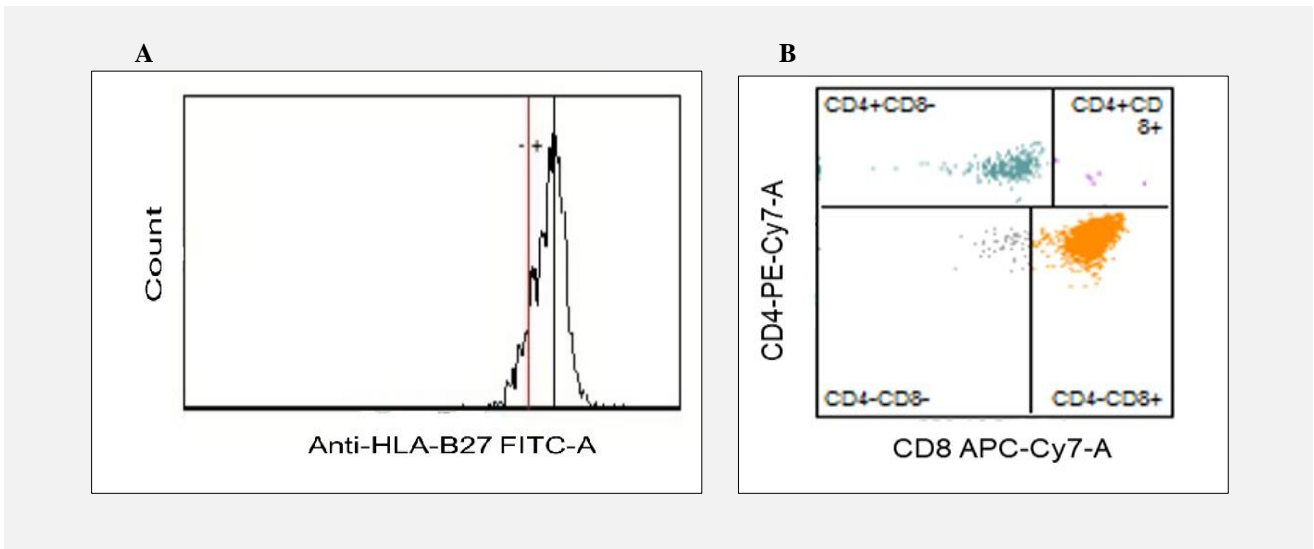 A
B
- +
Count
Anti-HLA-B27 FITC-A
CD4+CD8-
CD4+CD
8+
CD4-PE-Cy7-A
CD4-CD8-
CD4-CD8+
CD8 APC-Cy7-A